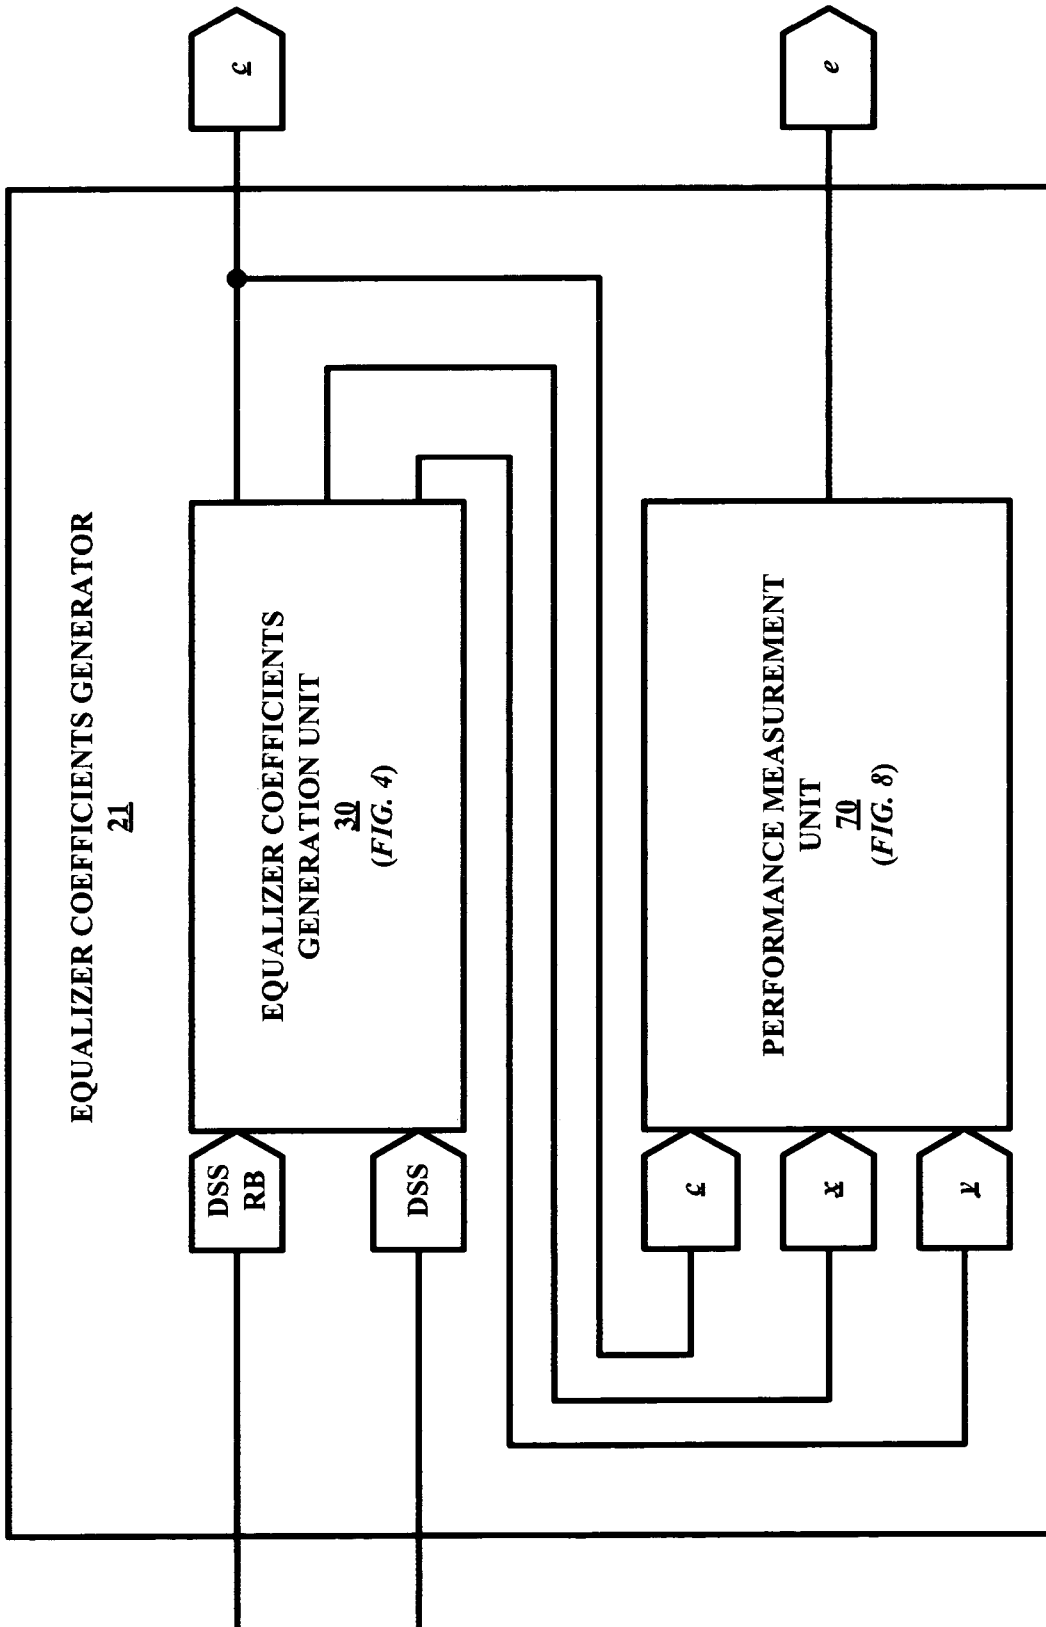 EQUALIZER COEFFICIENTS GENERATOR
21
DSS
RB
DSS
EQUALIZER COEFFICIENTS
GENERATION UNIT
30
(FIG. 4)
c
c
x
y
PERFORMANCE MEASUREMENT
UNIT
70
(FIG. 8)
e